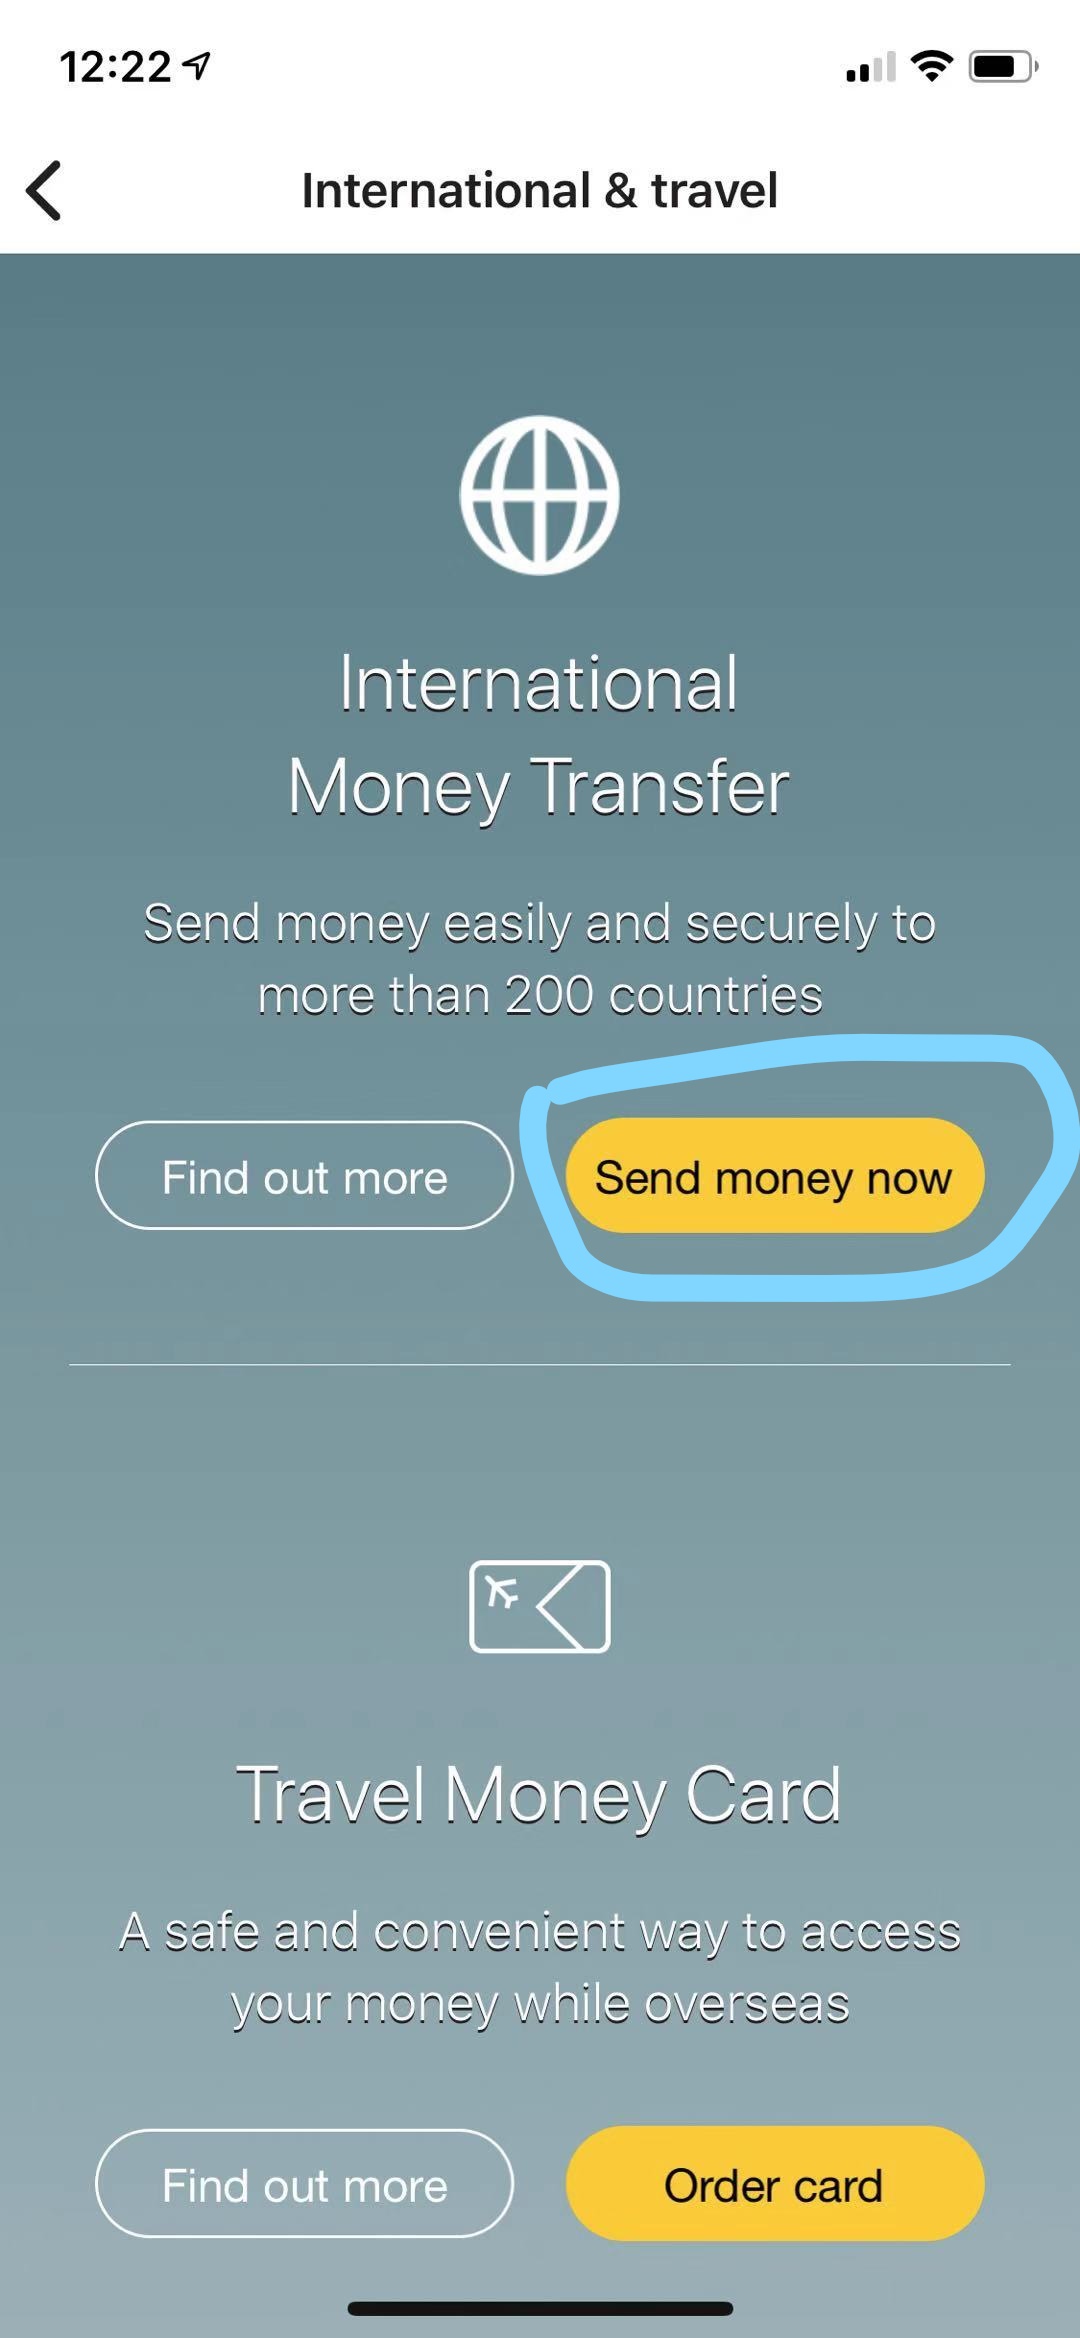 12:22
International & travel
International
Money Transfer
Send money easily and securely to
more than 200 countries
Find out more
Send money now
Travel Money Card
A safe and convenient way to access
your money while overseas
Find out more
Order card